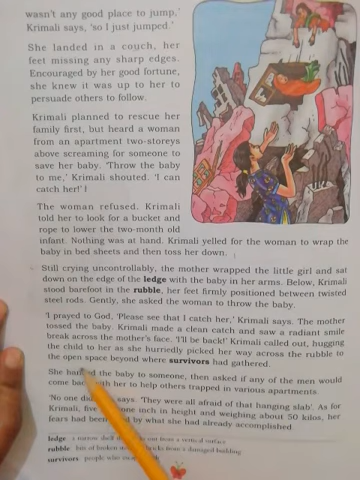 wasn't any good place to jump.'
Krimali says, 'so I just jumped.'
She landed in a couch, her
feet missing any sharp edges.
Encouraged by her good fortune,
she knew it was up to her to
persuade others to follow.
Krimali planned to rescue her
family first, but heard a woman
from an apartment two-storeys
above screaming for someone to
save her baby. 'Throw the baby
to me,' Krimali shouted. 'I can
catch her!'
The woman refused. Krimali
told her to look for a bucket and
rope to lower the two-month old
infant. Nothing was at hand. Krimali yelled for the woman to wrap the
baby in bed sheets and then toss her down.
Still crying uncontrollably, the mother wrapped the little girl and sat
down on the edge of the ledge with the baby in her arms. Below, Krimali
stood barefoot in the rubble, her feet firmly positioned between twisted
steel rods. Gently, she asked the woman to throw the baby.
'I prayed to God, 'Please see that I catch her,' Krimali says. The mother
tossed the baby. Krimali made a clean catch and saw a radiant smile
break across the mother's face. 'I'll be back!' Krimali called out, hugging
the child to her as she hurriedly picked her way across the rubble to
the open space beyond where survivors had gathered.
She handed the baby to someone, then asked if any of the men would
come back with her to help others trapped in various apartments.
'No one did,' says 'They were all afraid of that hanging slab'. As for
Krimali, five one inch in height and weighing about 50 kilos, her
fears had been by what she had already accomplished.
ledge a narrow out from a vertical surface
rubble bits of broken bricks from a damaged building
survivors people who